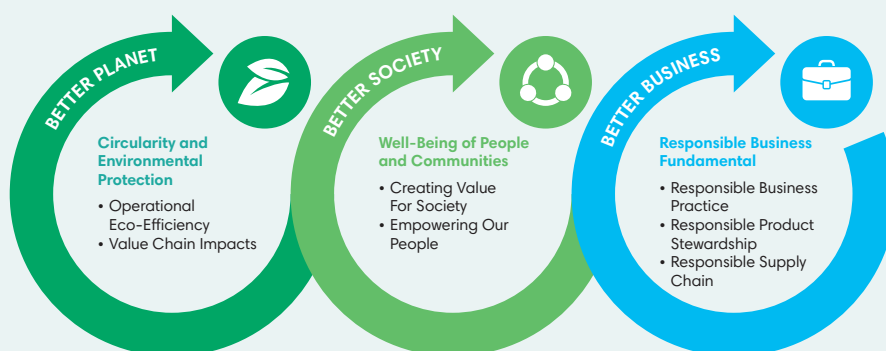 BETTER PLANET
Circularity and
Environmental
Protection
• Operational
Eco-Efficiency
• Value Chain Impacts
BETTER SOCIETY
Well-Being of People
and Communities
• Creating Value
For Society
• Empowering Our
People
BETTER BUSINESS
Responsible Business
Fundamental
• Responsible Business
Practice
• Responsible Product
Stewardship
• Responsible Supply
Chain